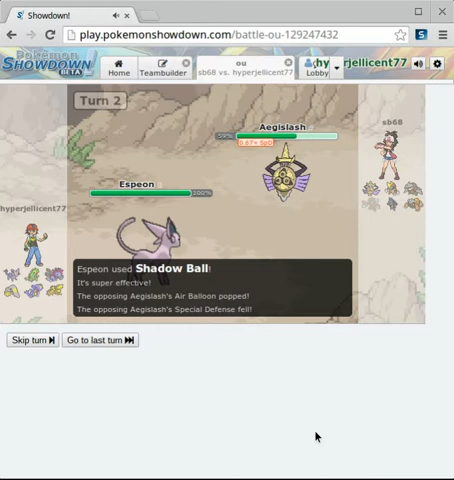 Showdown!
play.pokemonshowdown.com/battle-ou-129247432
Pokémon
SHOWDOWN!
BETA
Home
Teambuilder
ou
sb68 vs. hyperjellicent77
Lobby
Turn 2
sb68
Aegislash
0.67× SpD
Espeon
100%
hyperjellicent77
Espeon used Shadow Ball!
It's super effective!
The opposing Aegislash's Air Balloon popped!
The opposing Aegislash's Special Defense fell!
Skip turn
Go to last turn